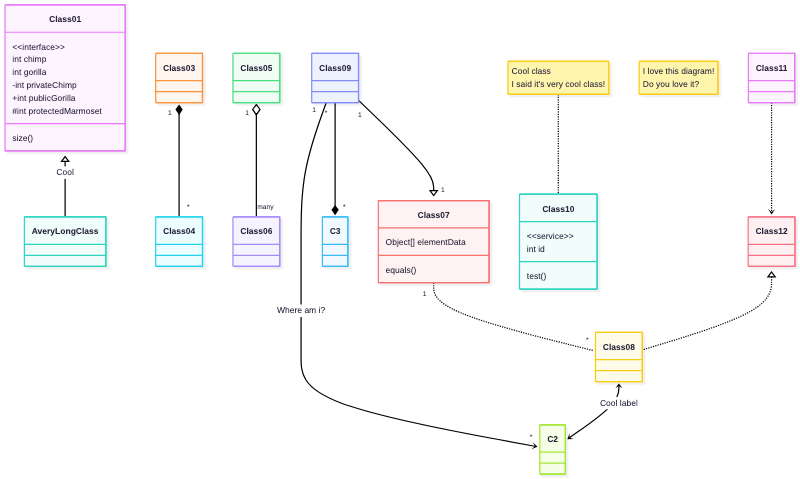 Class01
<<interface>>
int chimp
int gorilla
-int privateChimp
+int publicGorilla
#int protectedMarmoset
size()
Class03
Class05
Class09
Cool class
I said it's very cool class!
I love this diagram!
Do you love it?
Class11
1
1
1
*
1
Cool
1
*
many
*
AveryLongClass
Class04
Class06
C3
Class07
Object[] elementData
equals()
Class10
<<service>>
int id
test()
Class12
1
Where am i?
*
Class08
Cool label
*
C2